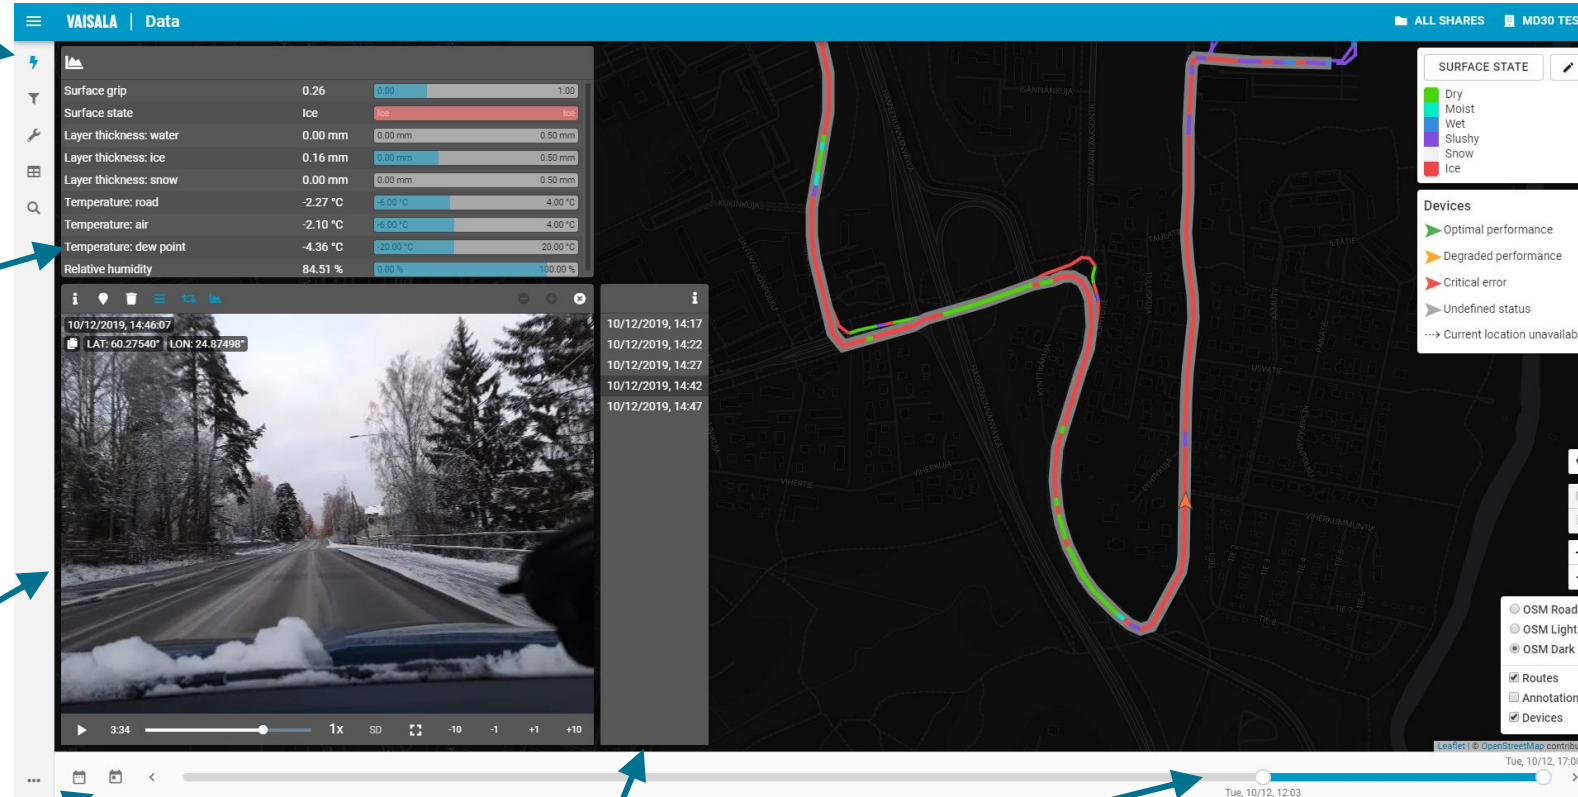 VAISALA | Data
ALL SHARES MD30 TES
Surface grip 0.26 0.00 1.00
Surface state Ice Ice Ice
Layer thickness: water 0.00 mm 0.00 mm 0.50 mm
Layer thickness: ice 0.16 mm 0.00 mm 0.50 mm
Layer thickness: snow 0.00 mm 0.00 mm 0.50 mm
Temperature: road -2.27 °C -6.00 °C 4.00 °C
Temperature: air -2.10 °C -6.00 °C 4.00 °C
Temperature: dew point -4.36 °C -20.00 °C 20.00 °C
Relative humidity 84.51 % 0.00 % 100.00 %
10/12/2019, 14:46:07
LAT: 60.27540° LON: 24.87498°
3:34 1x SD -10 -1 +1 +10
10/12/2019, 14:17
10/12/2019, 14:22
10/12/2019, 14:27
10/12/2019, 14:42
10/12/2019, 14:47
ISÄNNÄNKUJA
KUKINKUJA
VIHERTIE
VIHERKUJA
USVATIE
VIHERKUMMUNTIE
SURFACE STATE
Dry
Moist
Wet
Slushy
Snow
Ice
Devices
Optimal performance
Degraded performance
Critical error
Undefined status
Current location unavailab
OSM Road
OSM Light
OSM Dark
Routes
Annotation
Devices
Leaflet | © OpenStreetMap contribu
Tue, 10/12, 17:00
Tue, 10/12, 12:03